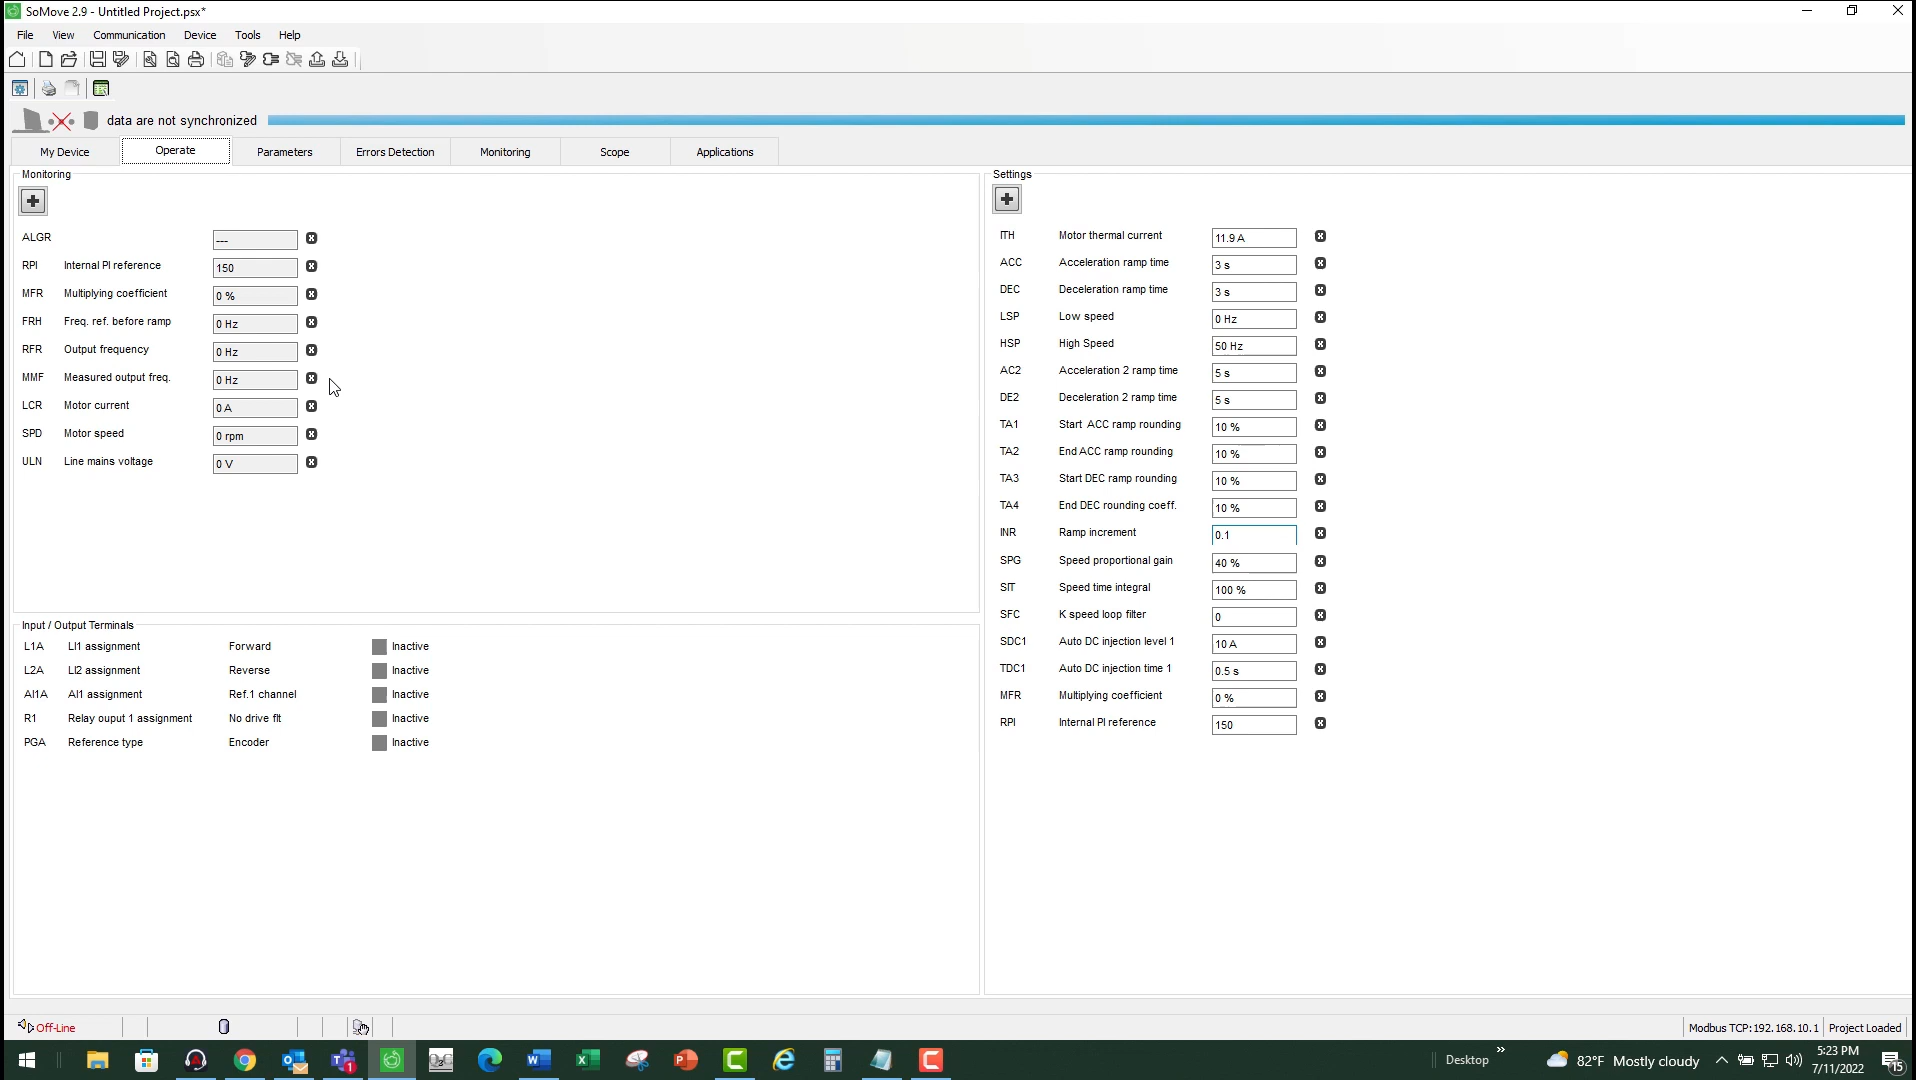 SoMove 2.9 - Untitled Project.psx*
File View Communication Device Tools Help
data are not synchronized
My Device Operate Parameters Errors Detection Monitoring Scope Applications
Monitoring
ALGR ---
RPI Internal PI reference 150
MFR Multiplying coefficient 0 %
FRH Freq. ref. before ramp 0 Hz
RFR Output frequency 0 Hz
MMF Measured output freq. 0 Hz
LCR Motor current 0 A
SPD Motor speed 0 rpm
ULN Line mains voltage 0 V
Input / Output Terminals
L1A LI1 assignment Forward Inactive
L2A LI2 assignment Reverse Inactive
AI1A AI1 assignment Ref.1 channel Inactive
R1 Relay ouput 1 assignment No drive flt Inactive
PGA Reference type Encoder Inactive
Settings
ITH Motor thermal current 11.9 A
ACC Acceleration ramp time 3 s
DEC Deceleration ramp time 3 s
LSP Low speed 0 Hz
HSP High Speed 50 Hz
AC2 Acceleration 2 ramp time 5 s
DE2 Deceleration 2 ramp time 5 s
TA1 Start ACC ramp rounding 10 %
TA2 End ACC ramp rounding 10 %
TA3 Start DEC ramp rounding 10 %
TA4 End DEC rounding coeff. 10 %
INR Ramp increment 0.1
SPG Speed proportional gain 40 %
SIT Speed time integral 100 %
SFC K speed loop filter 0
SDC1 Auto DC injection level 1 10 A
TDC1 Auto DC injection time 1 0.5 s
MFR Multiplying coefficient 0 %
RPI Internal PI reference 150
Off-Line Modbus TCP:192.168.10.1 Project Loaded
Desktop 82°F Mostly cloudy 5:23 PM
7/11/2022 15